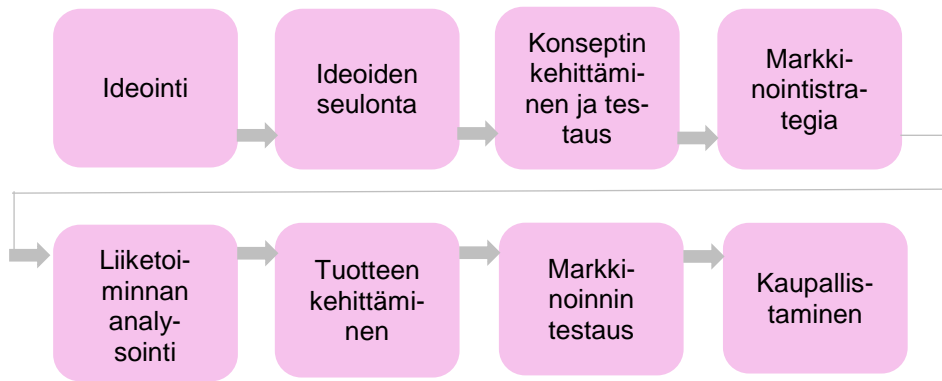 Ideointi
Ideoiden
seulonta
Konseptin
kehittämi-
nen ja tes-
taus
Markki-
nointistra-
tegia
Liiketoi-
minnan
analy-
sointi
Tuotteen
kehittämi-
nen
Markki-
noinnin
testaus
Kaupallis-
taminen